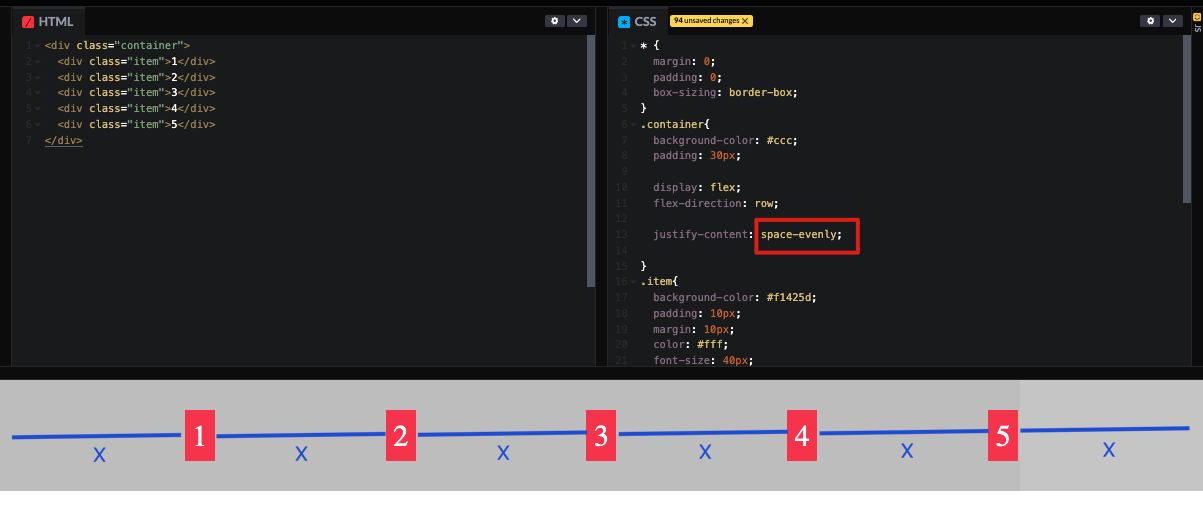 HTML
1 <div class="container">
2 <div class="item">1</div>
3 <div class="item">2</div>
4 <div class="item">3</div>
5 <div class="item">4</div>
6 <div class="item">5</div>
7 </div>
CSS 94 unsaved changes X
JS
1 * {
2 margin: 0;
3 padding: 0;
4 box-sizing: border-box;
5 }
6 .container{
7 background-color: #ccc;
8 padding: 30px;
9
10 display: flex;
11 flex-direction: row;
12
13 justify-content: space-evenly;
14
15 }
16 .item{
17 background-color: #f1425d;
18 padding: 10px;
19 margin: 10px;
20 color: #fff;
21 font-size: 40px;
1 2 3 4 5
X X X X X X